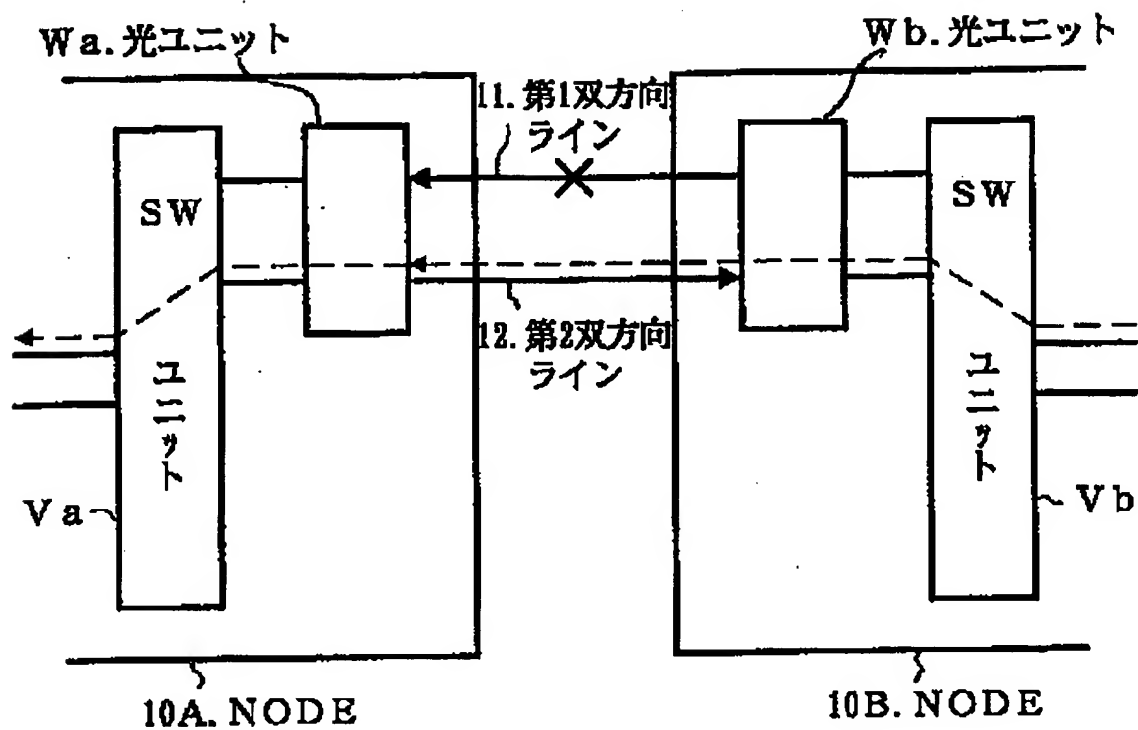 Wa.光ユニット
Wb.光ユニット
11.第1双方向
ライン
SW
ユニット
SW
ユニット
12.第2双方向
ライン
Va
Vb
10A.NODE
10B.NODE